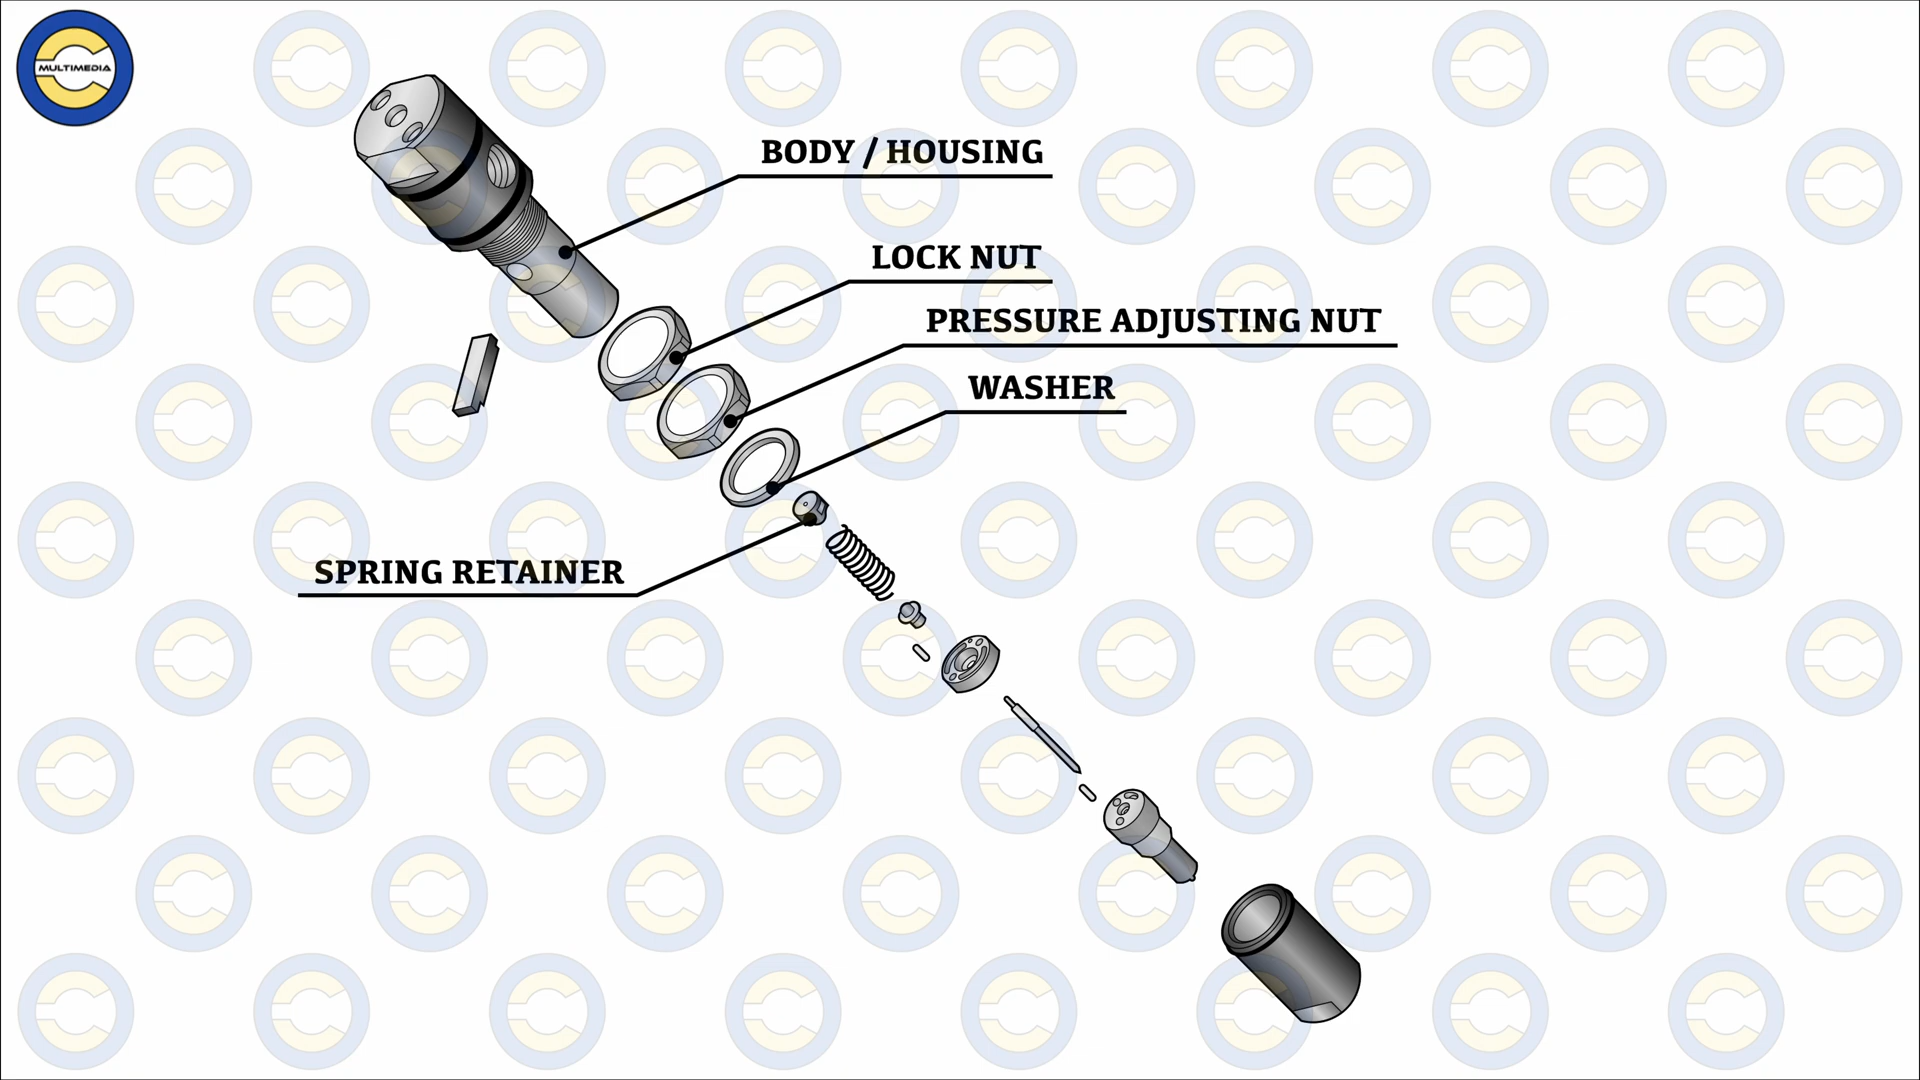 MULTIMEDIA
BODY / HOUSING
LOCK NUT
PRESSURE ADJUSTING NUT
WASHER
SPRING RETAINER